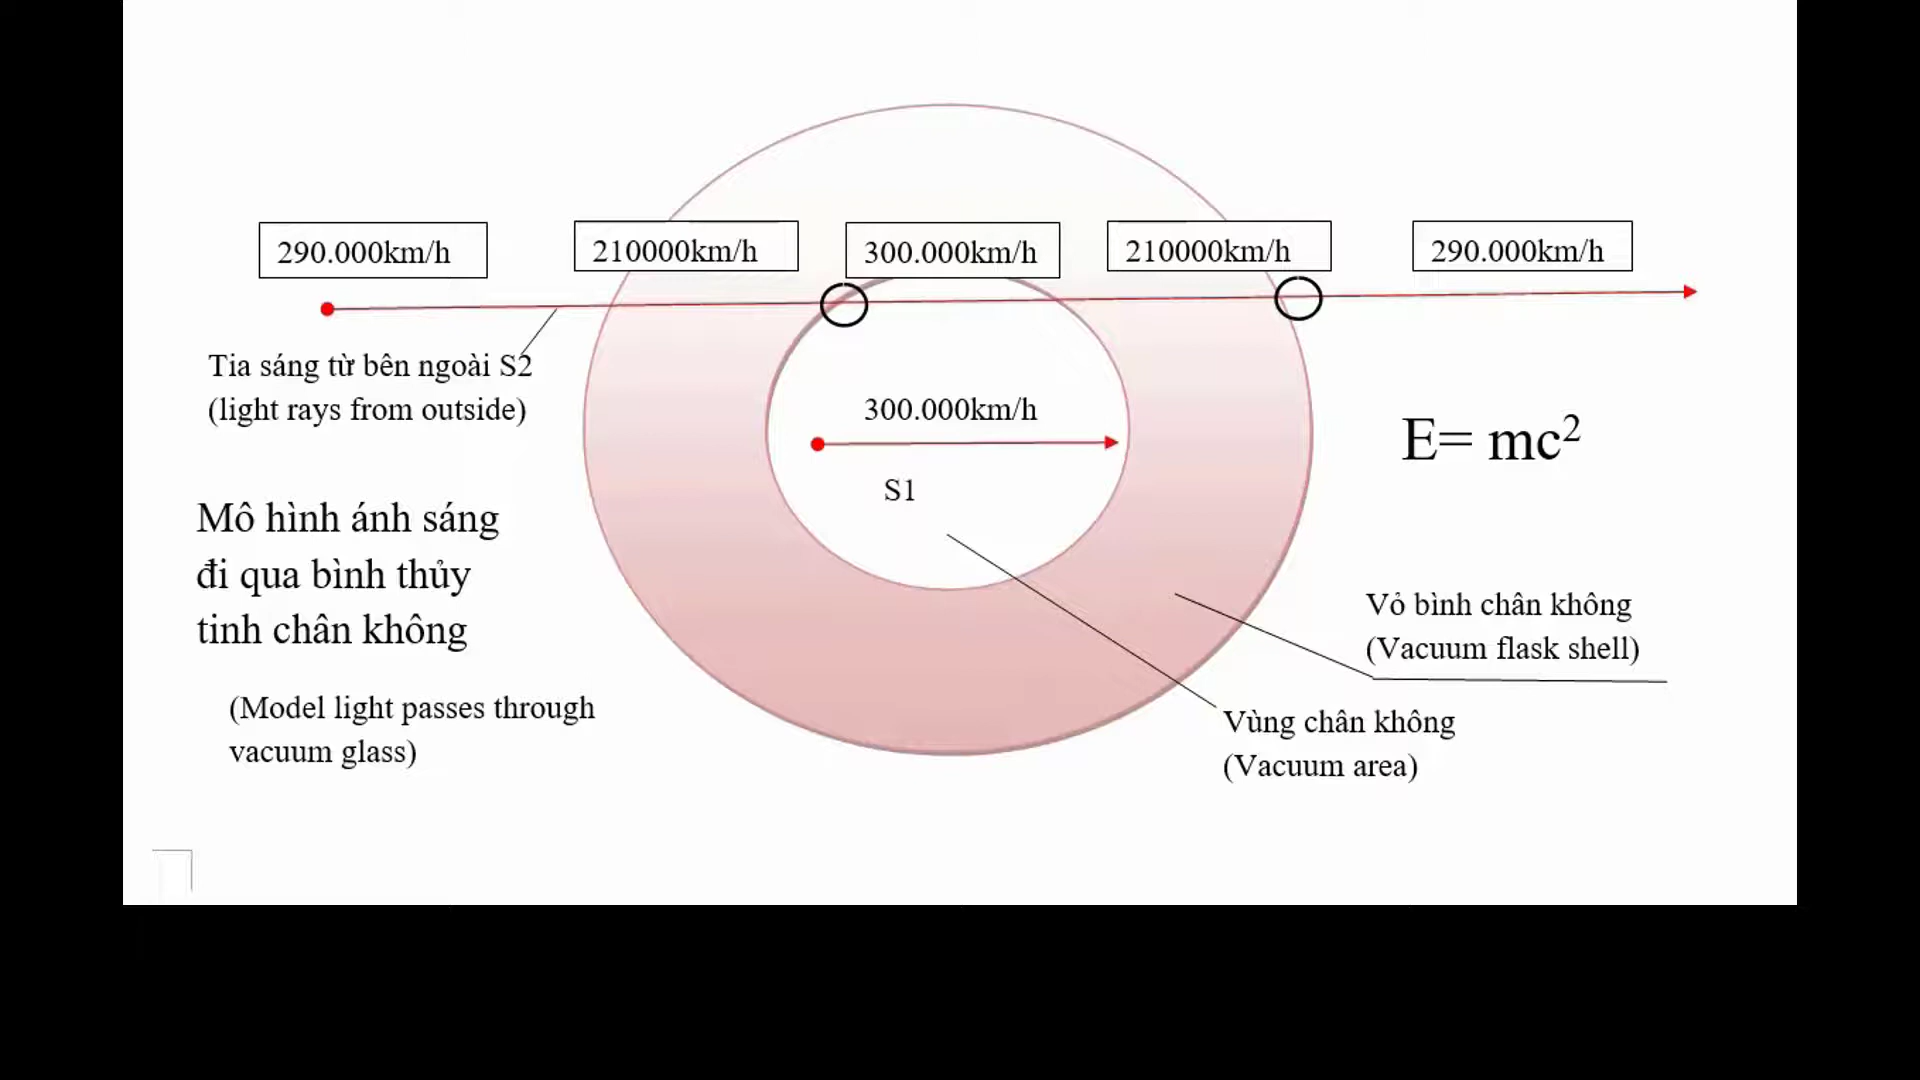 290.000km/h
210000km/h
300.000km/h
210000km/h
290.000km/h
Tia sáng từ bên ngoài S2
(light rays from outside)
300.000km/h
S1
E= mc²
Mô hình ánh sáng
đi qua bình thủy
tinh chân không
(Model light passes through
vacuum glass)
Vỏ bình chân không
(Vacuum flask shell)
Vùng chân không
(Vacuum area)